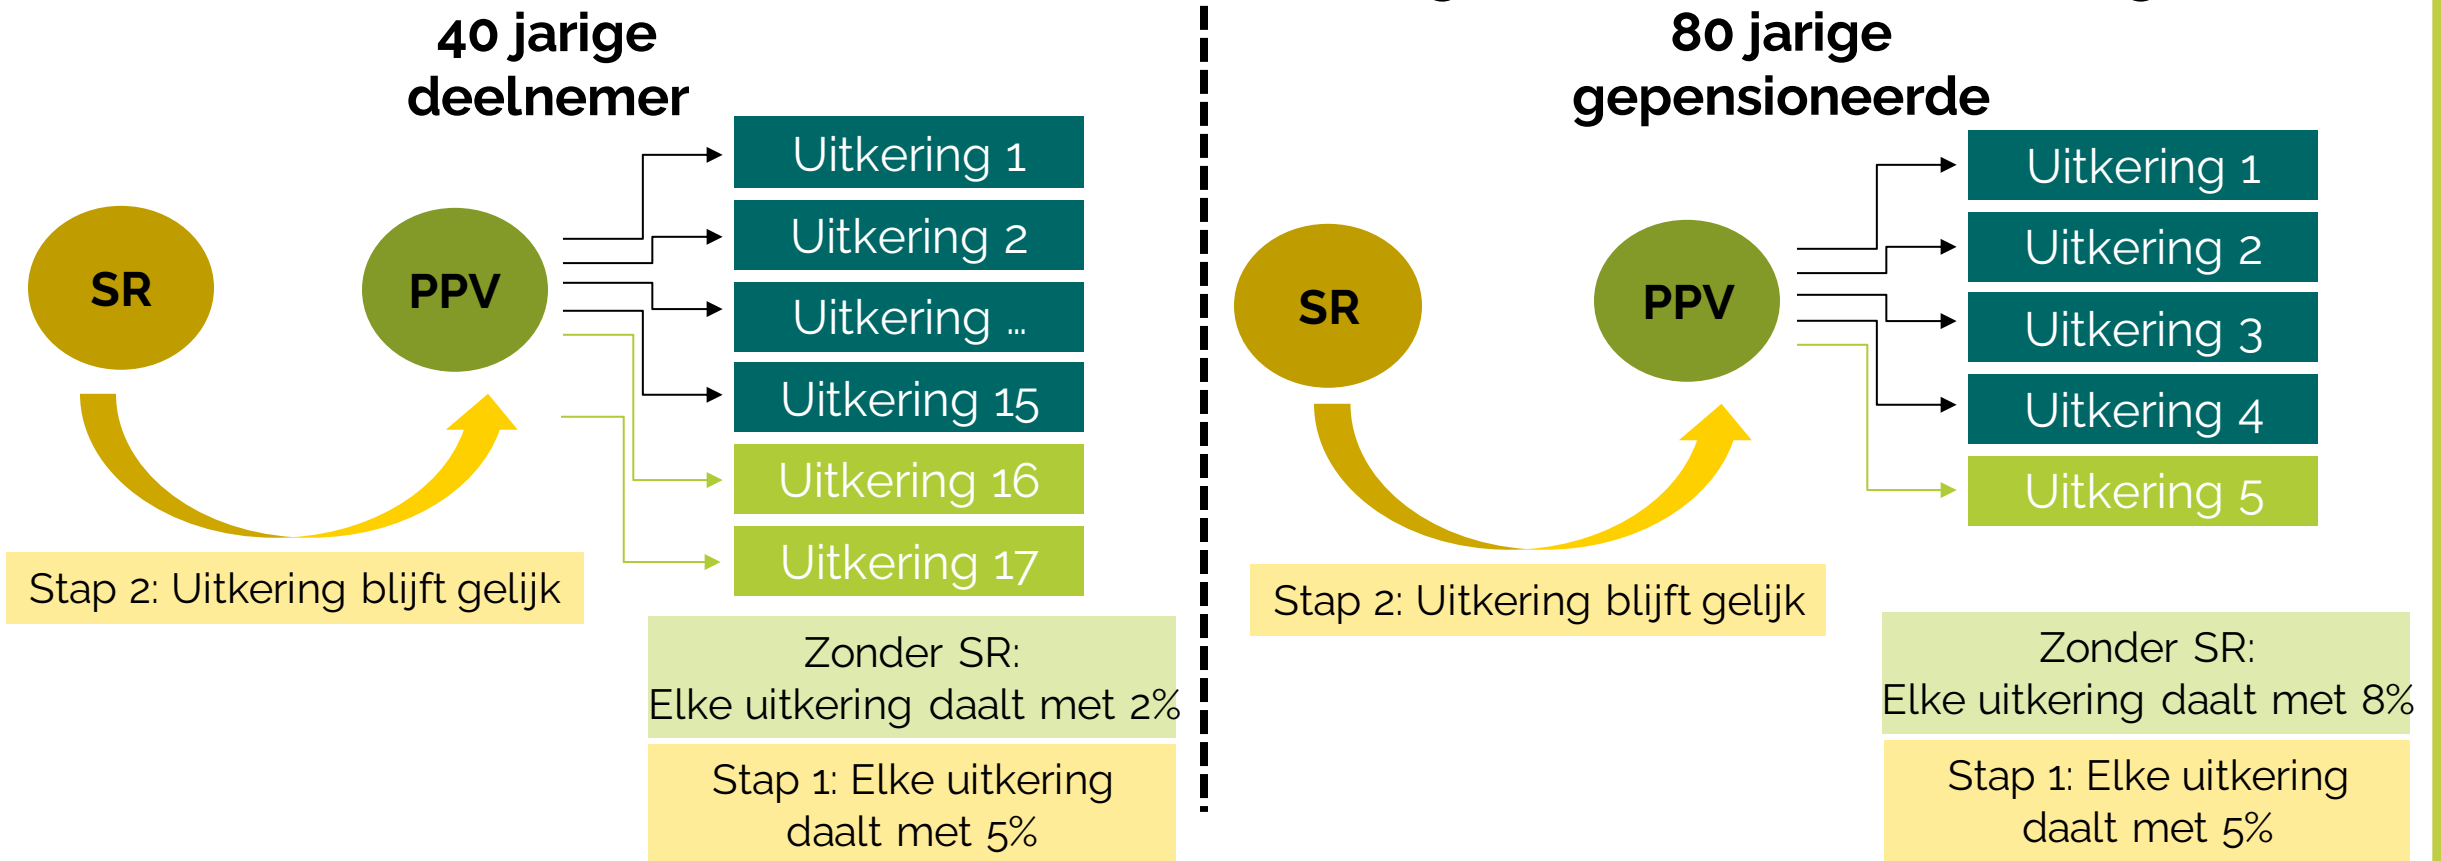 40 jarige
deelnemer
SR
PPV
Uitkering 1
Uitkering 2
Uitkering ...
Uitkering 15
Uitkering 16
Uitkering 17
Stap 2: Uitkering blijft gelijk
Zonder SR:
Elke uitkering daalt met 2%
Stap 1: Elke uitkering
daalt met 5%
80 jarige
gepensioneerde
SR
PPV
Uitkering 1
Uitkering 2
Uitkering 3
Uitkering 4
Uitkering 5
Stap 2: Uitkering blijft gelijk
Zonder SR:
Elke uitkering daalt met 8%
Stap 1: Elke uitkering
daalt met 5%